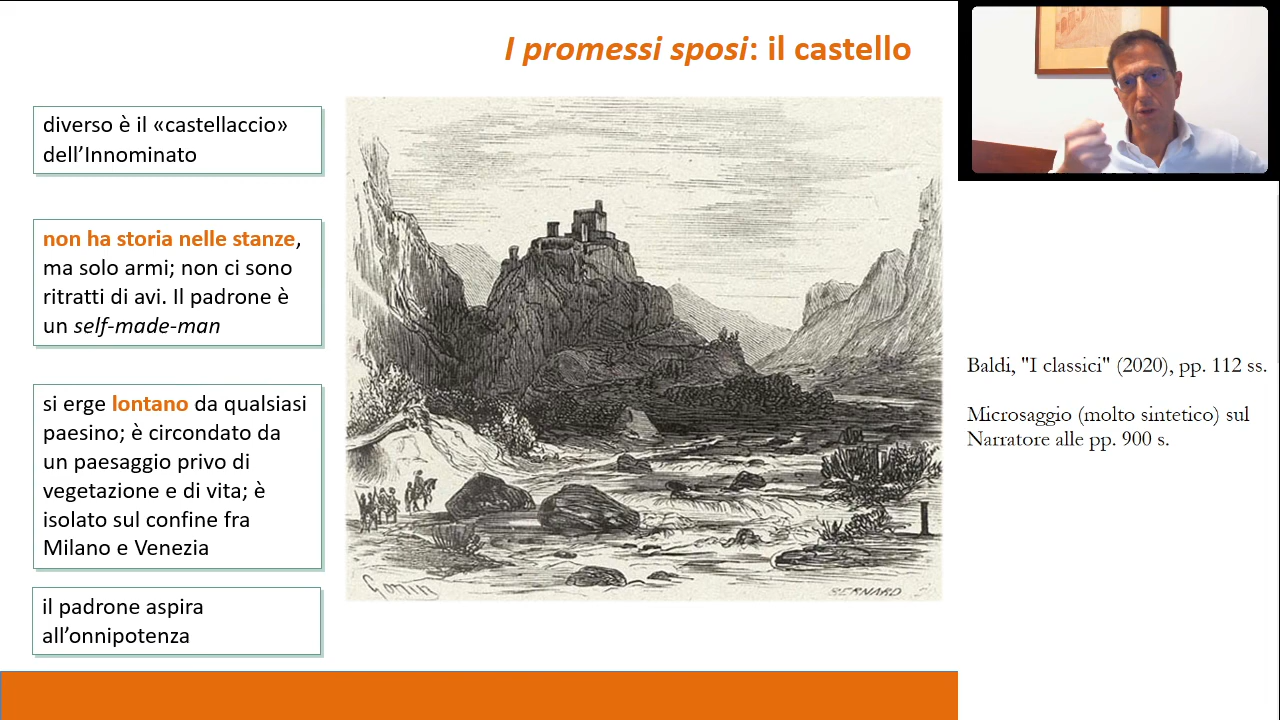 I promessi sposi: il castello
diverso è il «castellaccio»
dell’Innominato
non ha storia nelle stanze,
ma solo armi; non ci sono
ritratti di avi. Il padrone è
un self-made-man
si erge lontano da qualsiasi
paesino; è circondato da
un paesaggio privo di
vegetazione e di vita; è
isolato sul confine fra
Milano e Venezia
il padrone aspira
all’onnipotenza
Gonin
BERNARD
Baldi, "I classici" (2020), pp. 112 ss.
Microsaggio (molto sintetico) sul
Narratore alle pp. 900 s.